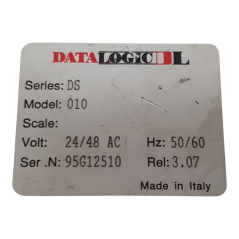 DATALOGIC DL
Series: DS
Model: 010
Scale:
Volt: 24/48 AC Hz: 50/60
Ser .N: 95G12510 Rel: 3.07
Made in Italy